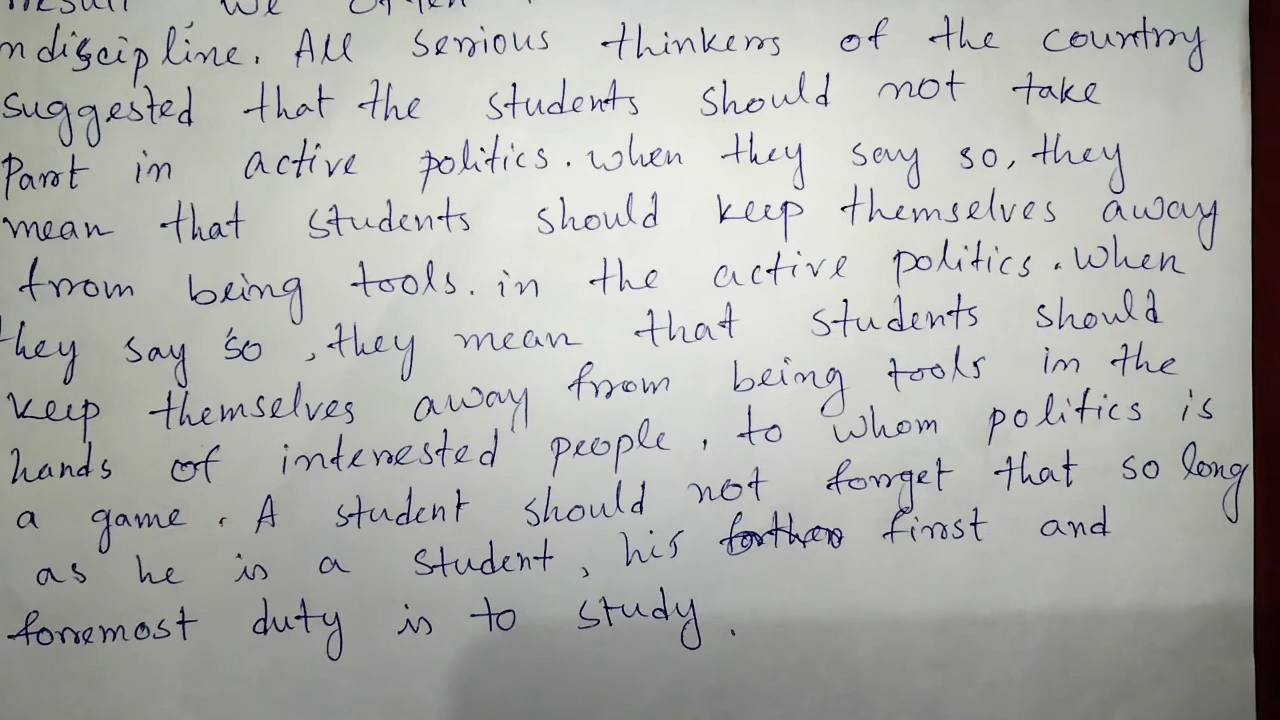 result we often
ndiscipline. All serious thinkers of the country
suggested that the students should not take
Part in active politics. When they say so, they
mean that students should keep themselves away
from being tools. in the active politics. When
they say so, they mean that students should
keep themselves away from being tools in the
hands of interested people, to whom politics is
a game. A student should not forget that so long
as he is a student, his first and
foremost duty is to study.